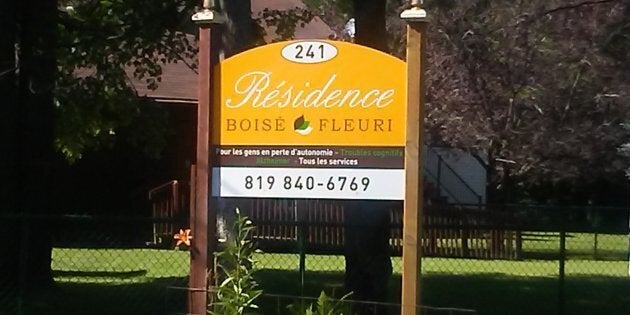 241
Résidence
BOISÉ FLEURI
Pour les gens en perte d'autonomie - Troubles cognitifs
Alzheimer - Tous les services
819 840-6769